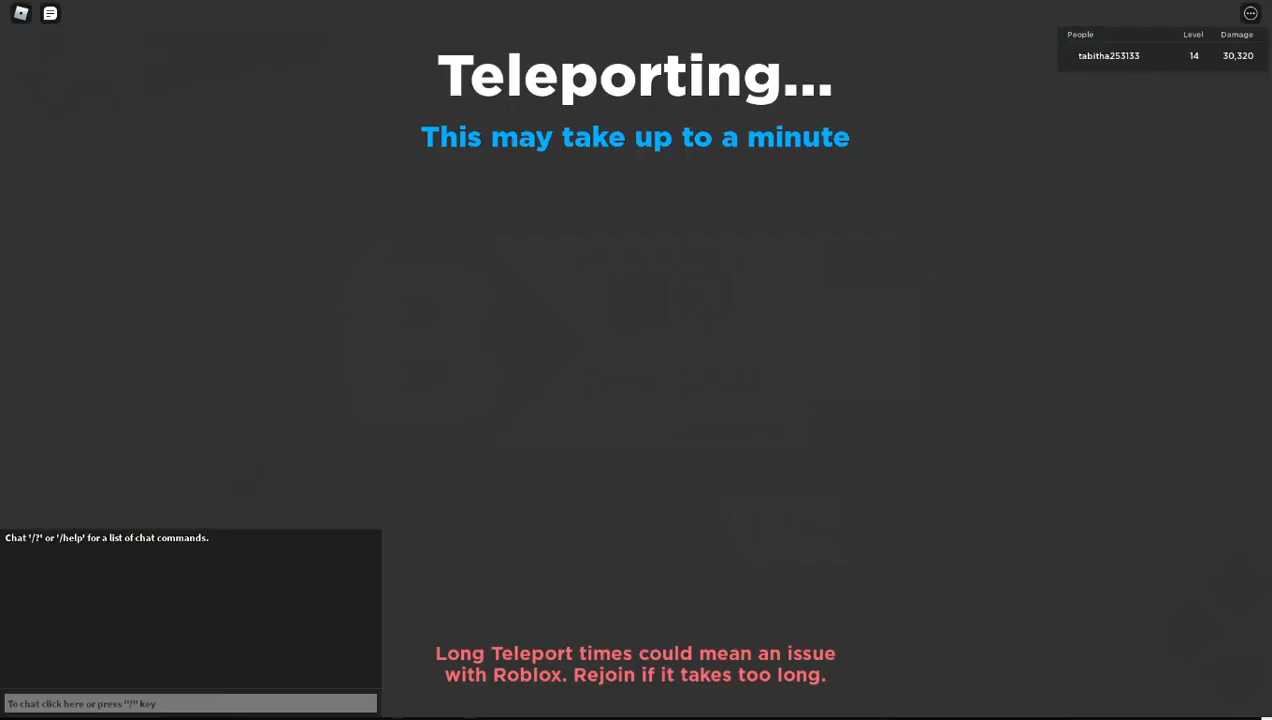 People Level Damage
tabitha253133 14 30,320
Teleporting...
This may take up to a minute
Chat '/?' or '/help' for a list of chat commands.
Long Teleport times could mean an issue
with Roblox. Rejoin if it takes too long.
To chat click here or press "/" key